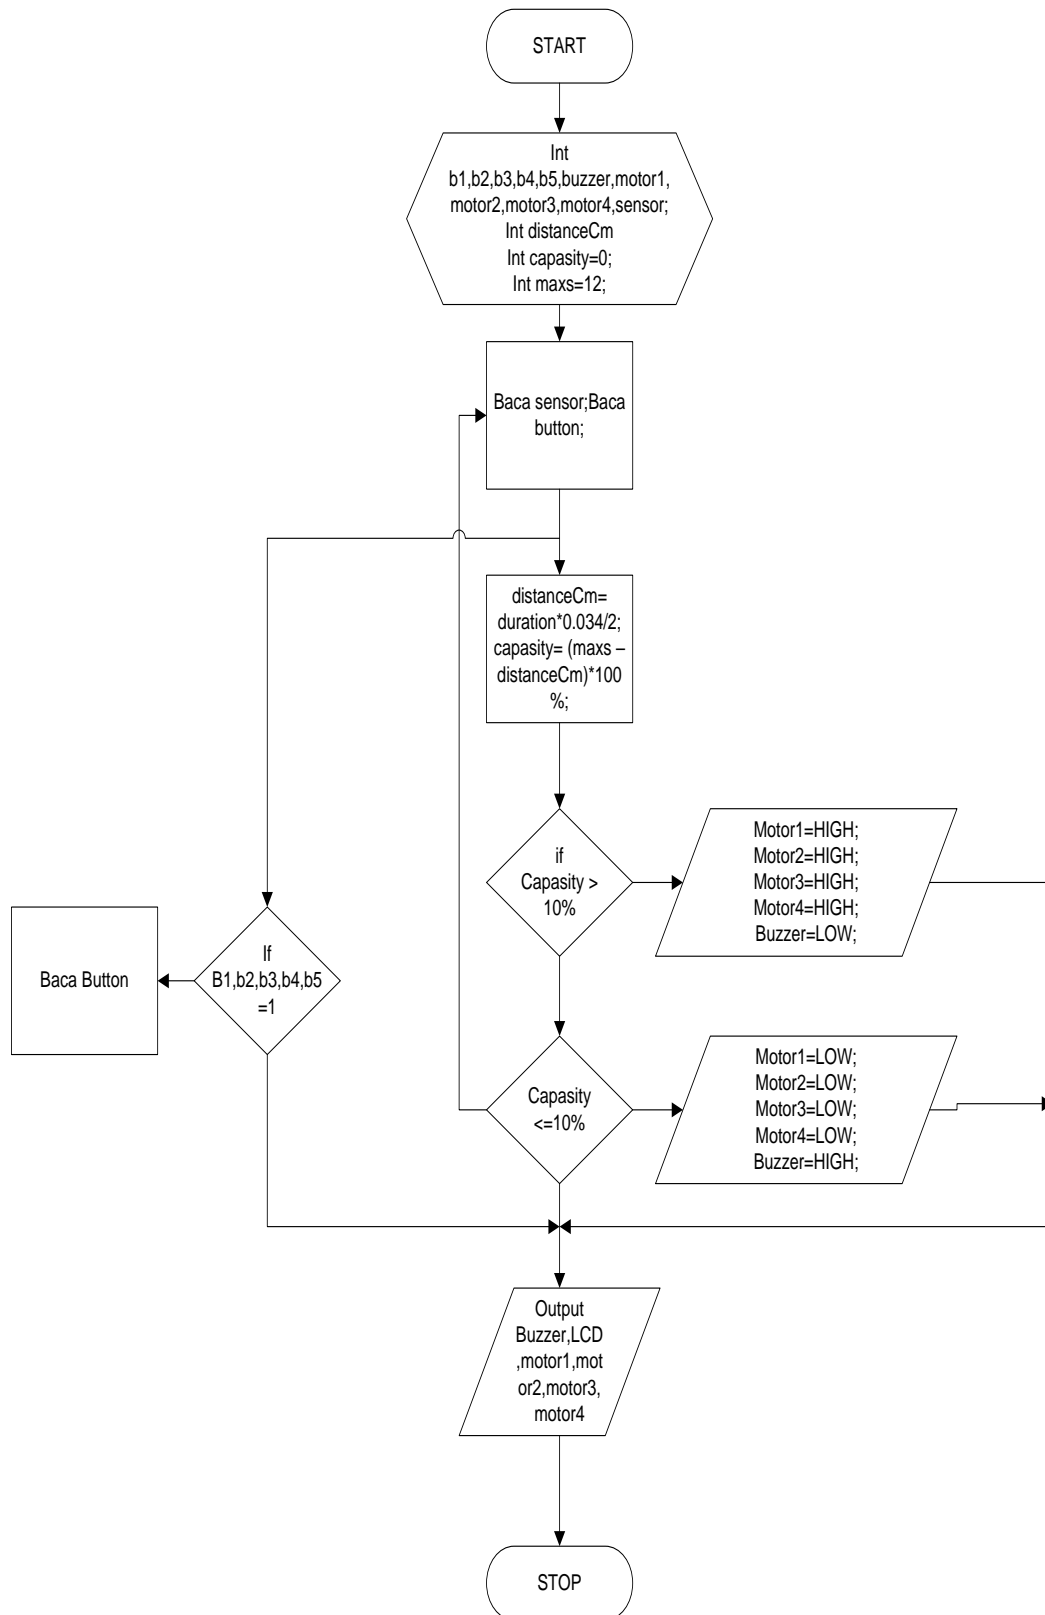 START
Int
b1,b2,b3,b4,b5,buzzer,motor1,
motor2,motor3,motor4,sensor;
Int distanceCm
Int capasity=0;
Int maxs=12;
Baca sensor;Baca
button;
distanceCm=
duration*0.034/2;
capasity= (maxs –
distanceCm)*100
%;
if
Capasity >
10%
Motor1=HIGH;
Motor2=HIGH;
Motor3=HIGH;
Motor4=HIGH;
Buzzer=LOW;
Baca Button
If
B1,b2,b3,b4,b5
=1
Capasity
<=10%
Motor1=LOW;
Motor2=LOW;
Motor3=LOW;
Motor4=LOW;
Buzzer=HIGH;
Output
Buzzer,LCD
,motor1,mot
or2,motor3,
motor4
STOP